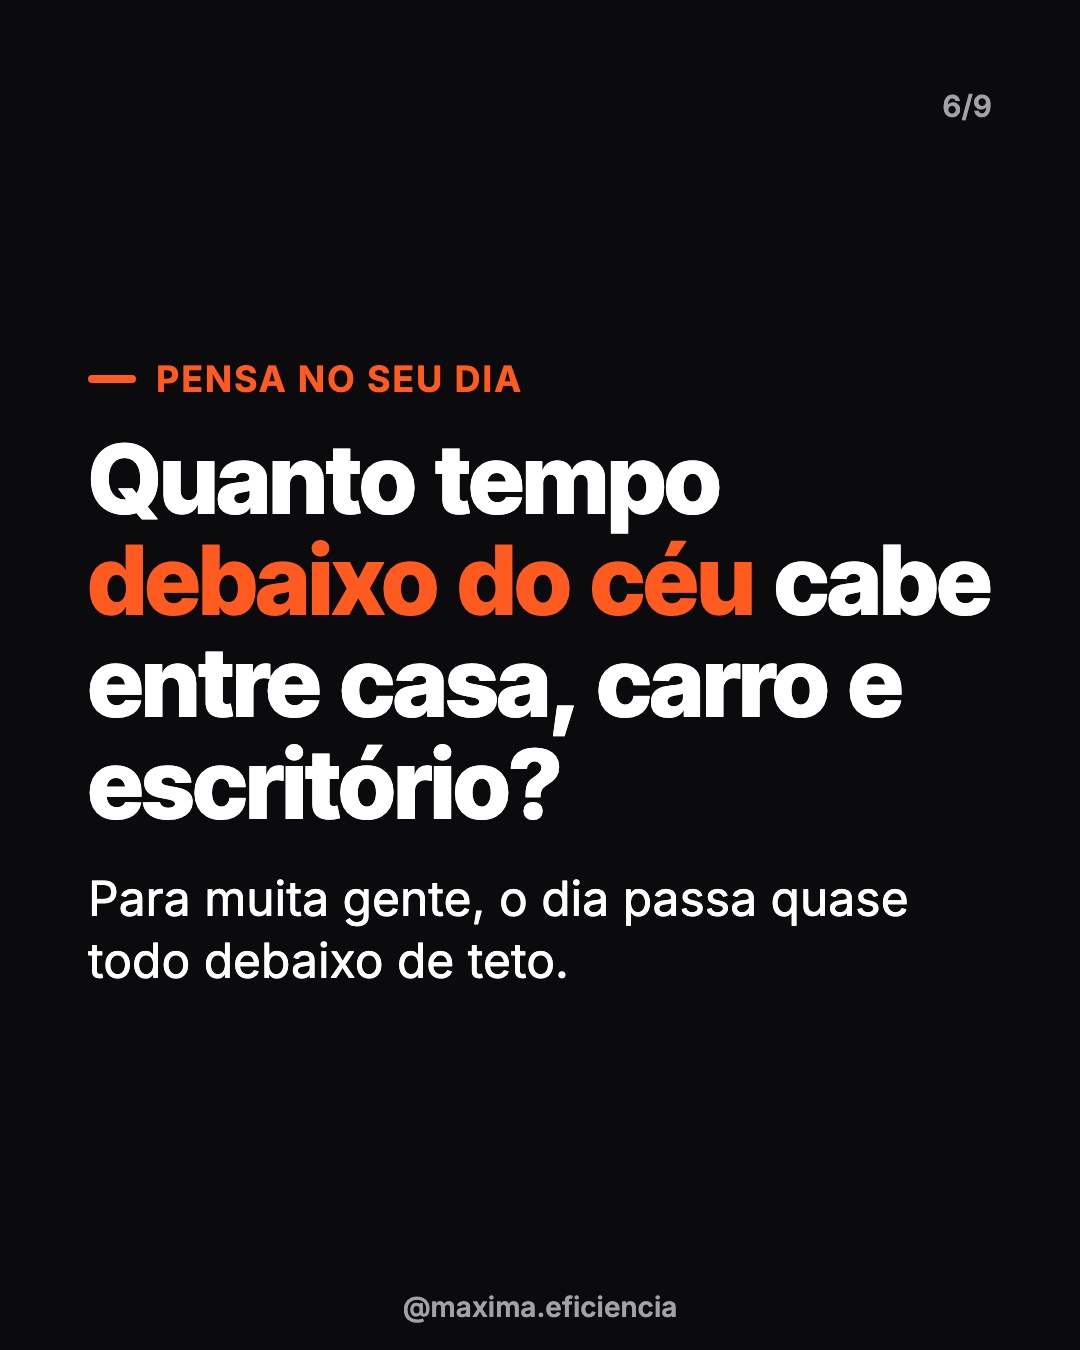 6/9
PENSA NO SEU DIA
Quanto tempo
debaixo do céu cabe
entre casa, carro e
escritório?
Para muita gente, o dia passa quase
todo debaixo de teto.
@maxima.eficiencia